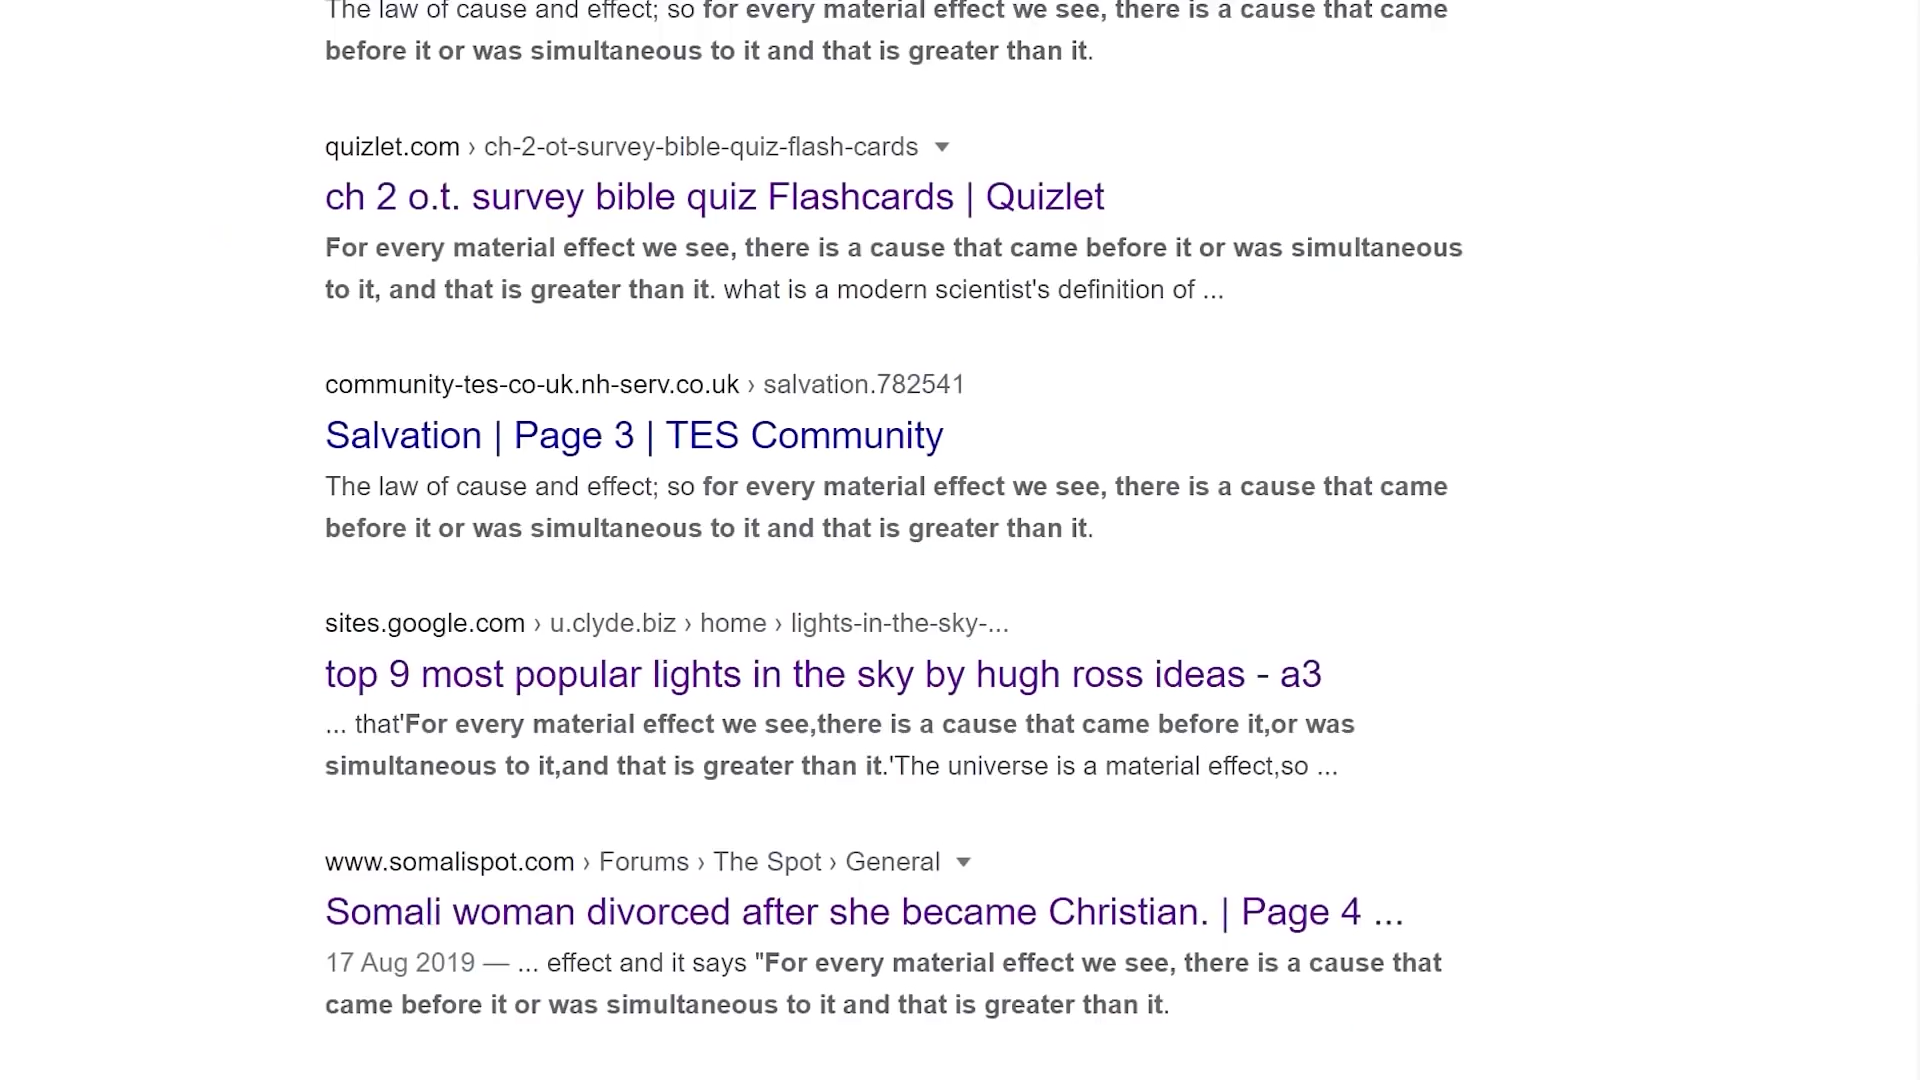 The law of cause and effect; so for every material effect we see, there is a cause that came
before it or was simultaneous to it and that is greater than it.
quizlet.com › ch-2-ot-survey-bible-quiz-flash-cards
ch 2 o.t. survey bible quiz Flashcards | Quizlet
For every material effect we see, there is a cause that came before it or was simultaneous
to it, and that is greater than it. what is a modern scientist's definition of ...
community-tes-co-uk.nh-serv.co.uk › salvation.782541
Salvation | Page 3 | TES Community
The law of cause and effect; so for every material effect we see, there is a cause that came
before it or was simultaneous to it and that is greater than it.
sites.google.com › u.clyde.biz › home › lights-in-the-sky-...
top 9 most popular lights in the sky by hugh ross ideas - a3
... that'For every material effect we see,there is a cause that came before it,or was
simultaneous to it,and that is greater than it.'The universe is a material effect,so ...
www.somalispot.com › Forums › The Spot › General
Somali woman divorced after she became Christian. | Page 4 ...
17 Aug 2019 — ... effect and it says "For every material effect we see, there is a cause that
came before it or was simultaneous to it and that is greater than it.